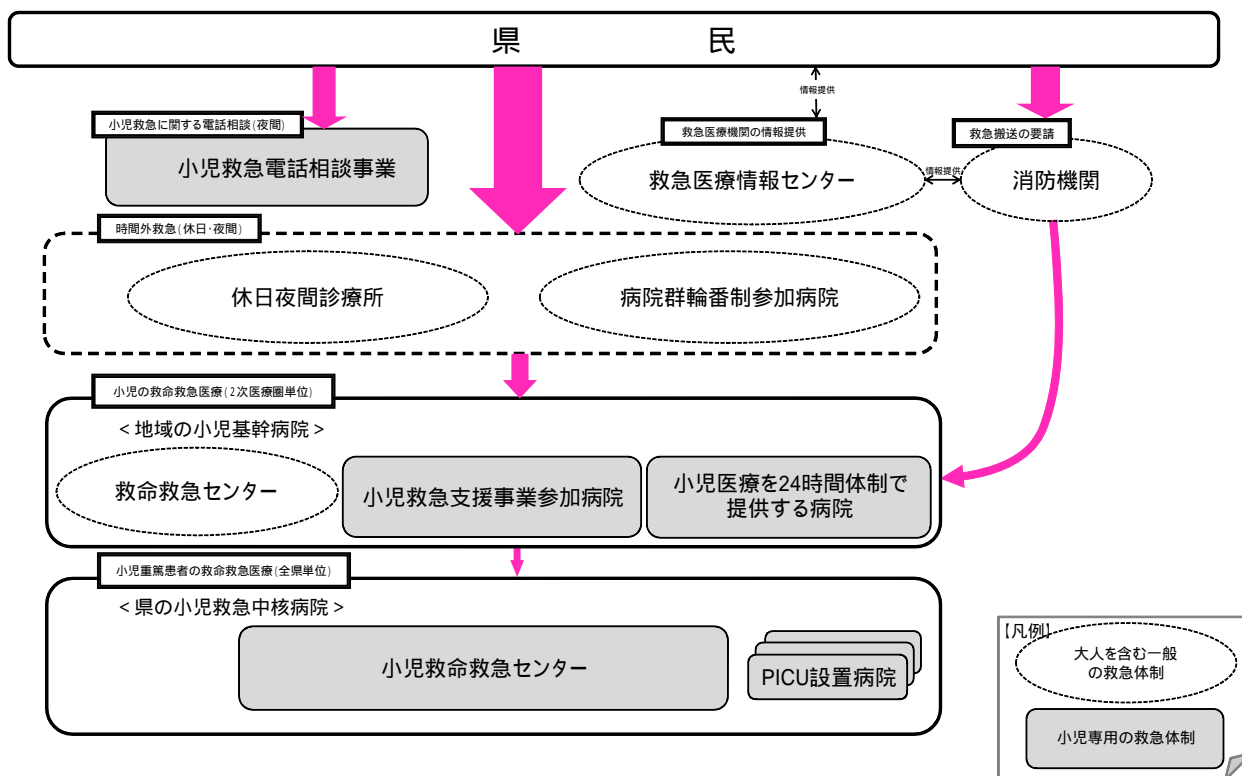 県　民
情報提供
小児救急に関する電話相談(夜間)
小児救急電話相談事業
救急医療機関の情報提供
救急医療情報センター
情報提供
救急搬送の要請
消防機関
時間外救急(休日・夜間)
休日夜間診療所
病院群輪番制参加病院
小児の救命救急医療(2次医療圏単位)
<地域の小児基幹病院>
救命救急センター
小児救急支援事業参加病院
小児医療を24時間体制で
提供する病院
小児重篤患者の救命救急医療(全県単位)
<県の小児救急中核病院>
小児救命救急センター
PICU設置病院
【凡例】
大人を含む一般
の救急体制
小児専用の救急体制